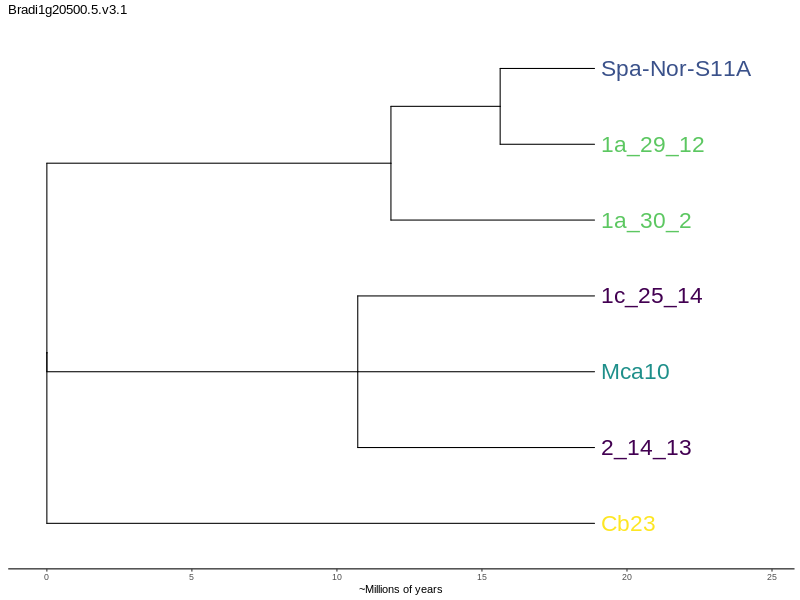 Bradi1g20500.5.v3.1
Spa-Nor-S11A
1a_29_12
1a_30_2
1c_25_14
Mca10
2_14_13
Cb23
0 5 10 15 20 25
~Millions of years